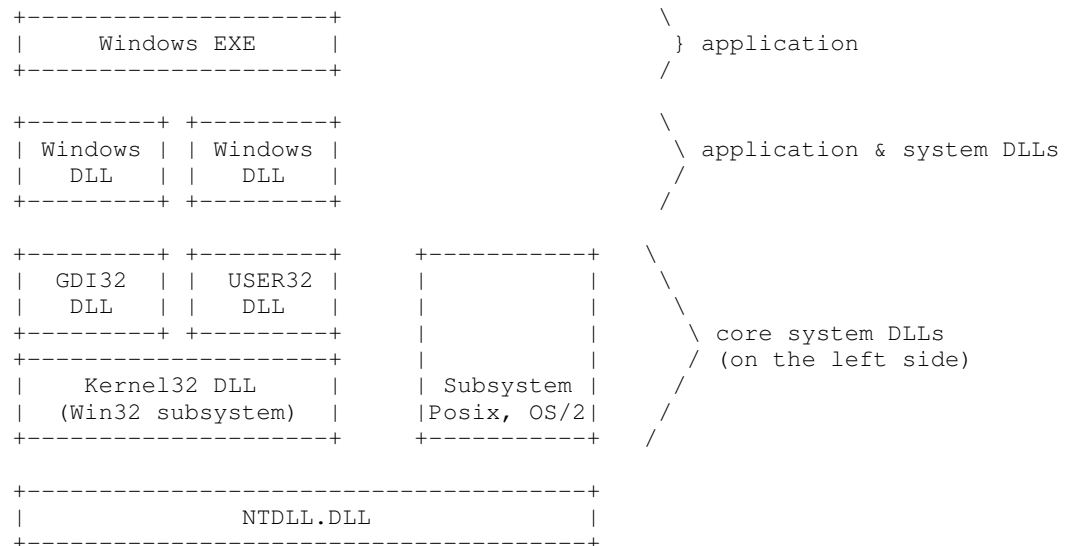 Windows EXE
} application
Windows Windows
DLL DLL
application & system DLLs
GDI32 USER32
DLL DLL
core system DLLs
(on the left side)
Kernel32 DLL Subsystem
(Win32 subsystem) Posix, OS/2
NTDLL.DLL